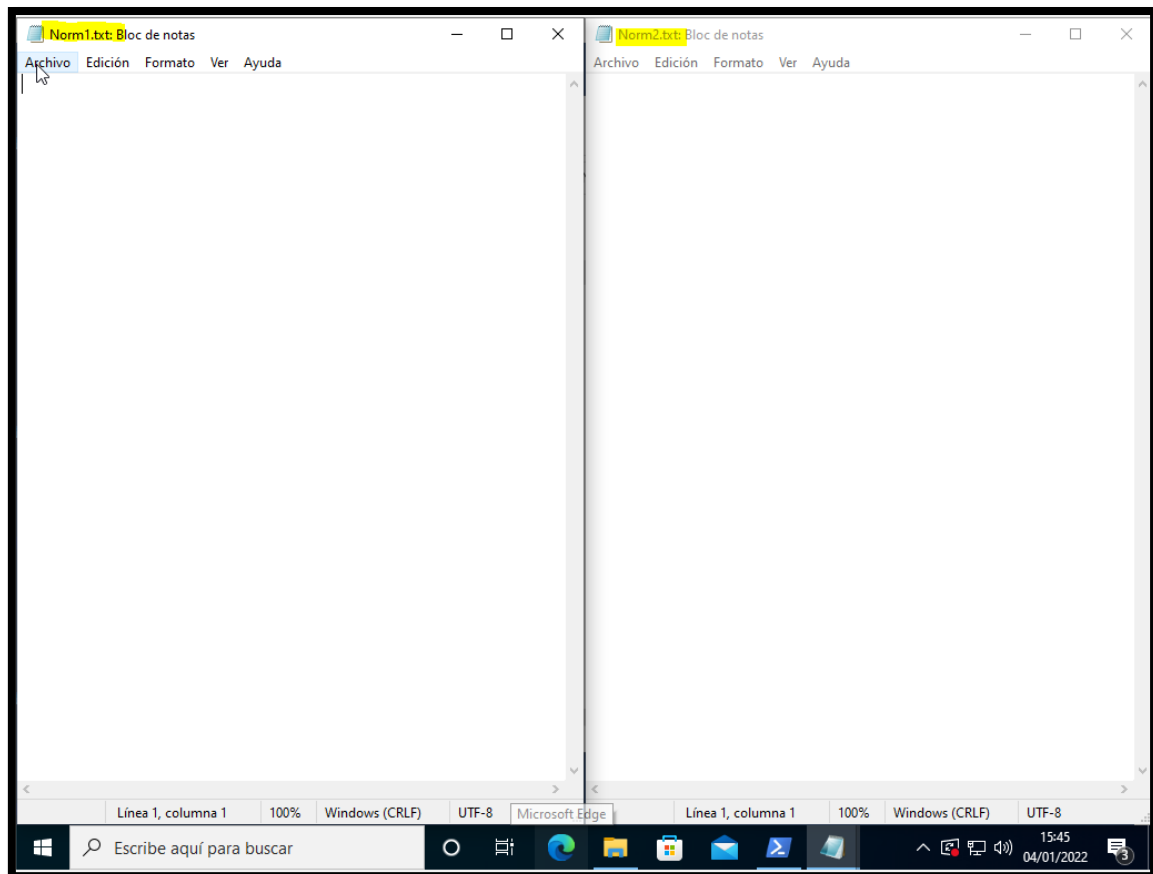 Norm1.txt: Bloc de notas
Archivo Edición Formato Ver Ayuda
Norm2.txt: Bloc de notas
Archivo Edición Formato Ver Ayuda
Línea 1, columna 1 100% Windows (CRLF) UTF-8
Microsoft Edge
Línea 1, columna 1 100% Windows (CRLF) UTF-8
Escribe aquí para buscar
15:45
04/01/2022
3